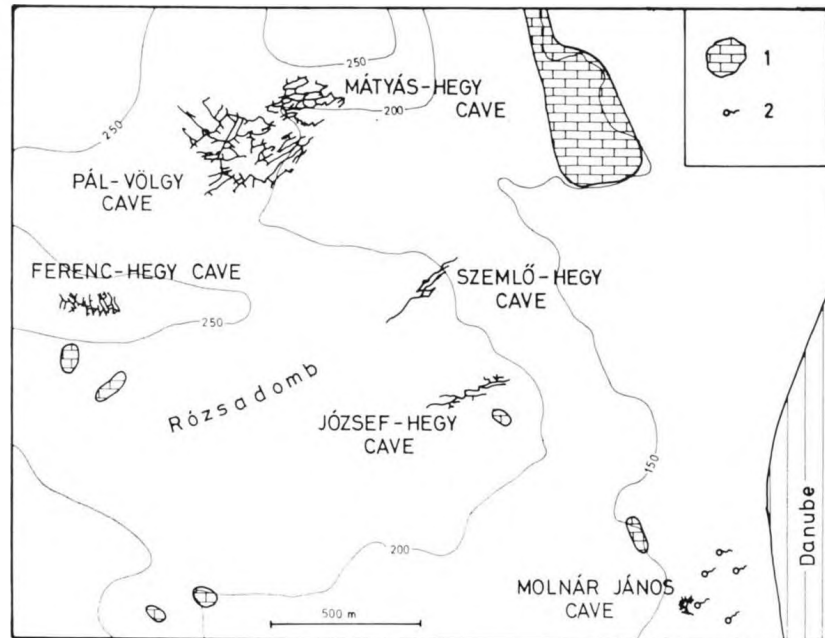 250
MÁTYÁS-HEGY
CAVE
200
250
PÁL-VÖLGY
CAVE
1
2
FERENC-HEGY CAVE
250
SZEMLŐ-HEGY
CAVE
Rózsadomb
JÓZSEF-HEGY
CAVE
150
200
500 m
MOLNÁR JÁNOS
CAVE
Danube